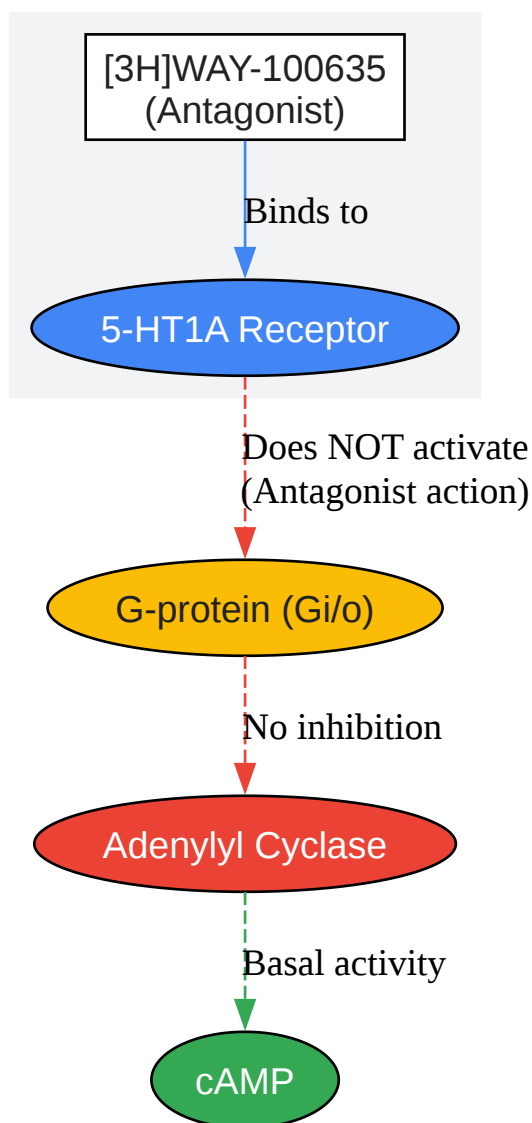 [3H]WAY-100635
(Antagonist)
Binds to
5-HT1A Receptor
Does NOT activate
(Antagonist action)
G-protein (Gi/o)
No inhibition
Adenylyl Cyclase
Basal activity
cAMP